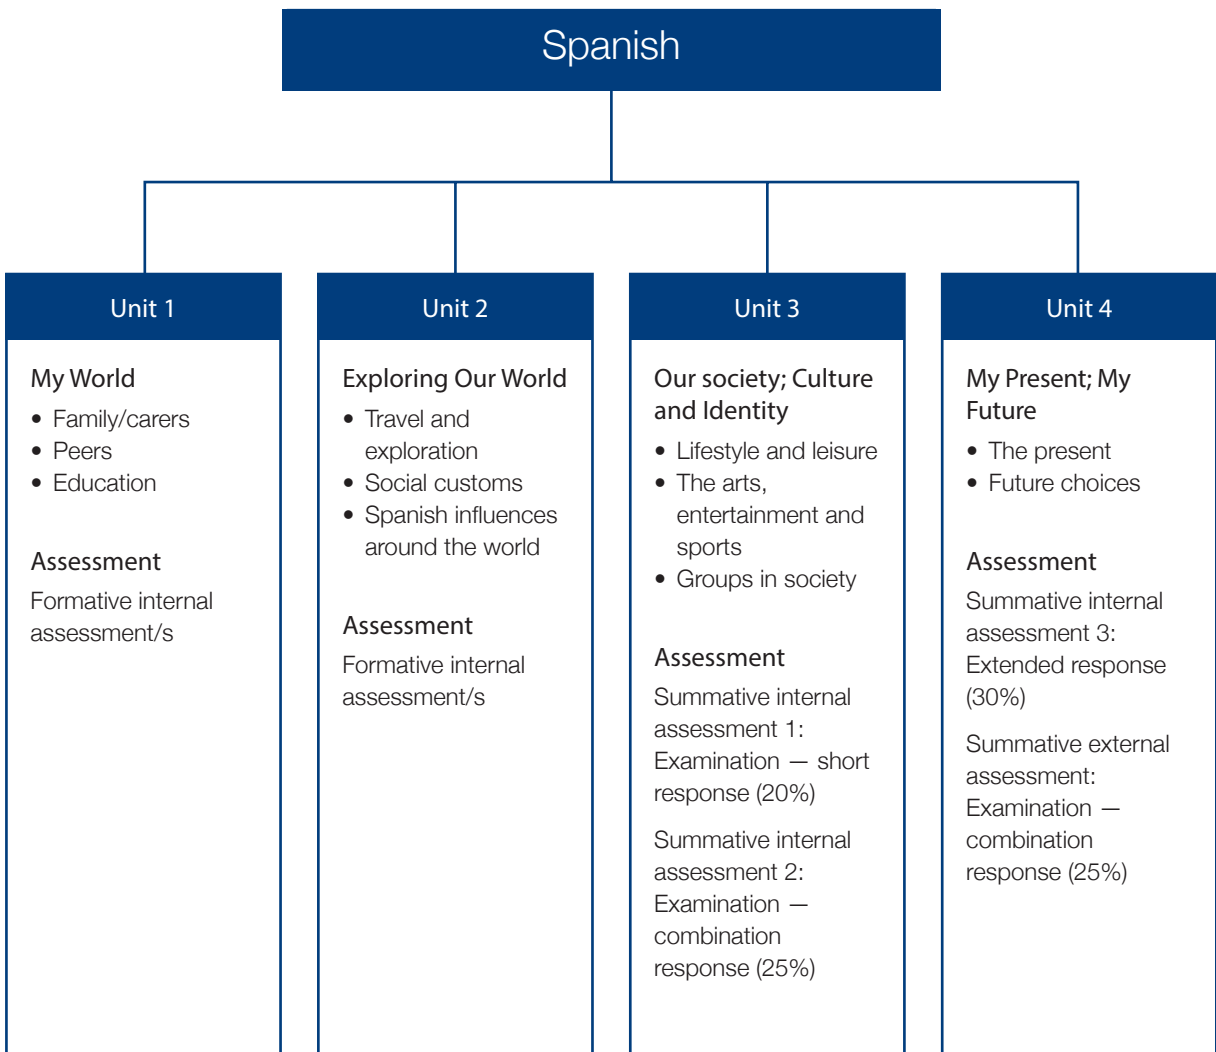 Spanish
Unit 1
My World
• Family/carers
• Peers
• Education
Assessment
Formative internal
assessment/s
Unit 2
Exploring Our World
• Travel and
exploration
• Social customs
• Spanish influences
around the world
Assessment
Formative internal
assessment/s
Unit 3
Our society; Culture
and Identity
• Lifestyle and leisure
• The arts,
entertainment and
sports
• Groups in society
Assessment
Summative internal
assessment 1:
Examination — short
response (20%)
Summative internal
assessment 2:
Examination —
combination
response (25%)
Unit 4
My Present; My
Future
• The present
• Future choices
Assessment
Summative internal
assessment 3:
Extended response
(30%)
Summative external
assessment:
Examination —
combination
response (25%)